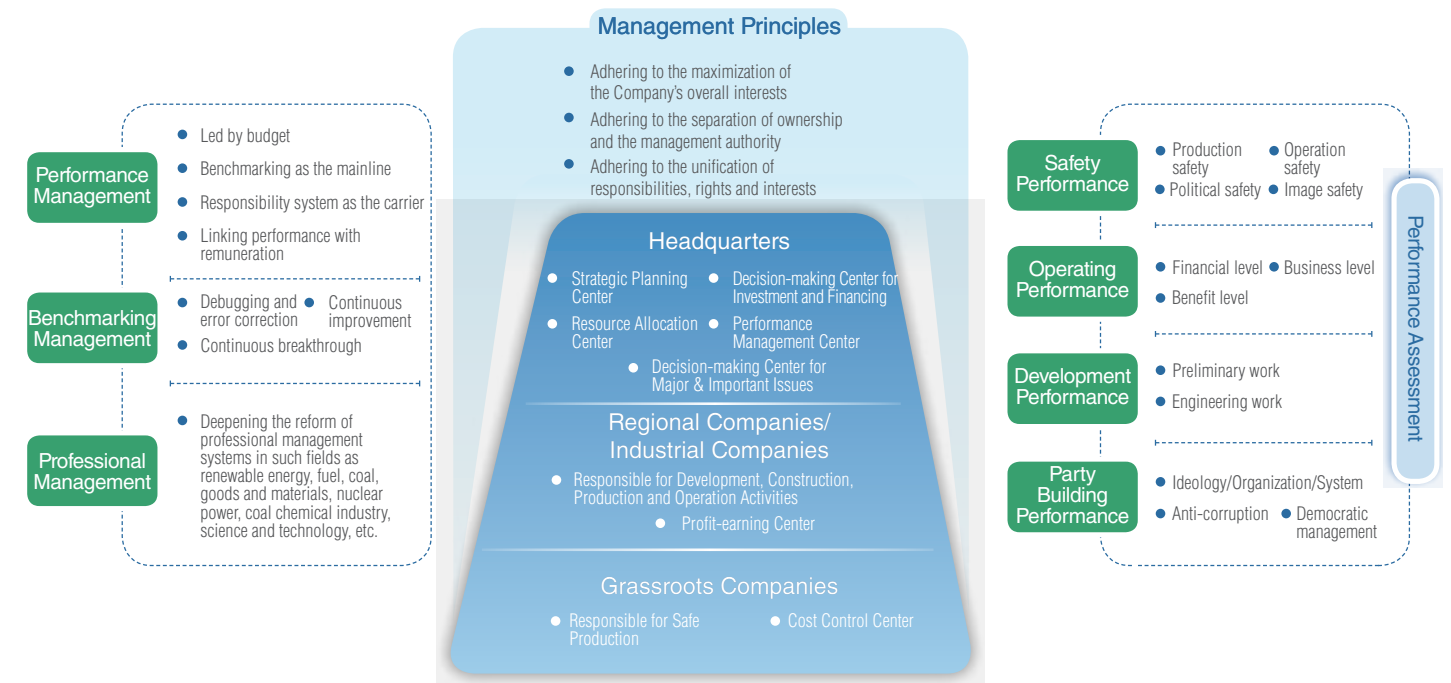 Management Principles
Adhering to the maximization of
the Company's overall interests
Adhering to the separation of ownership
and the management authority
Adhering to the unification of
responsibilities, rights and interests
Performance
Management
Led by budget
Benchmarking as the mainline
Responsibility system as the carrier
Linking performance with
remuneration
Benchmarking
Management
Debugging and
error correction
Continuous
improvement
Continuous breakthrough
Professional
Management
Deepening the reform of
professional management
systems in such fields as
renewable energy, fuel, coal,
goods and materials, nuclear
power, coal chemical industry,
science and technology, etc.
Headquarters
Strategic Planning
Center
Decision-making Center for
Investment and Financing
Resource Allocation
Center
Performance
Management Center
Decision-making Center for
Major & Important Issues
Regional Companies/
Industrial Companies
Responsible for Development, Construction,
Production and Operation Activities
Profit-earning Center
Grassroots Companies
Responsible for Safe
Production
Cost Control Center
Safety
Performance
Production
safety
Operation
safety
Political safety
Image safety
Operating
Performance
Financial level
Business level
Benefit level
Development
Performance
Preliminary work
Engineering work
Party
Building
Performance
Ideology/Organization/System
Anti-corruption
Democratic
management
Performance Assessment